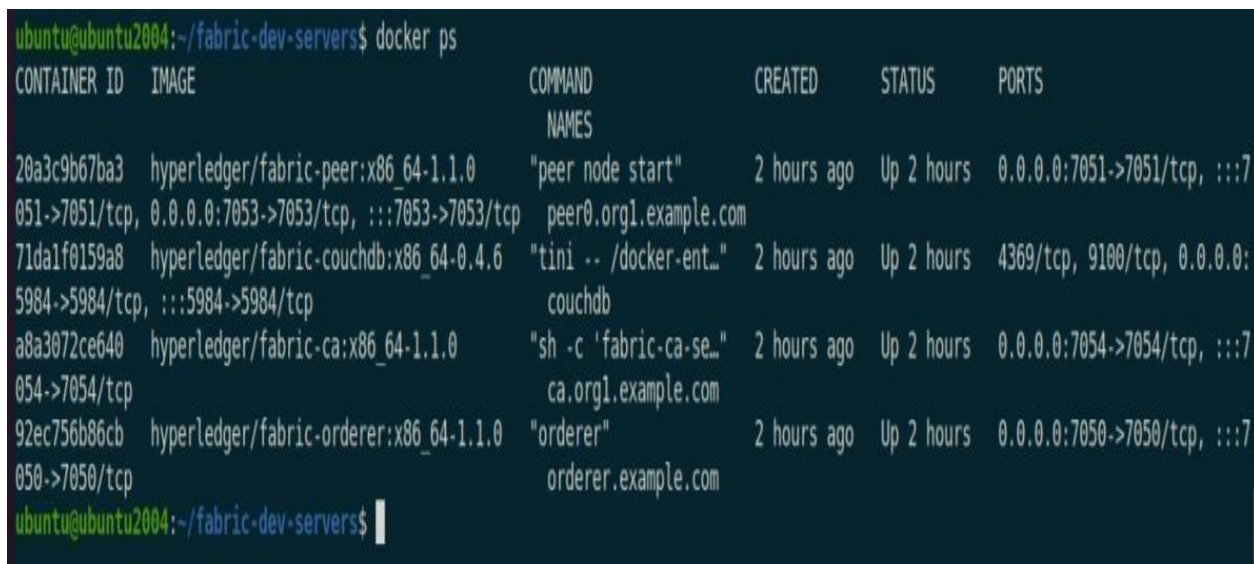 ubuntu@ubuntu2004:~/fabric-dev-servers$ docker ps
CONTAINER ID   IMAGE                                COMMAND                  CREATED       STATUS       PORTS
                                                     NAMES
20a3c9b67ba3   hyperledger/fabric-peer:x86_64-1.1.0      "peer node start"        2 hours ago   Up 2 hours   0.0.0.0:7051->7051/tcp, :::7
051->7051/tcp, 0.0.0.0:7053->7053/tcp, :::7053->7053/tcp   peer0.org1.example.com
71da1f0159a8   hyperledger/fabric-couchdb:x86_64-0.4.6   "tini -- /docker-ent…"   2 hours ago   Up 2 hours   4369/tcp, 9100/tcp, 0.0.0.0:
5984->5984/tcp, :::5984->5984/tcp                          couchdb
a8a3072ce640   hyperledger/fabric-ca:x86_64-1.1.0        "sh -c 'fabric-ca-se…"   2 hours ago   Up 2 hours   0.0.0.0:7054->7054/tcp, :::7
054->7054/tcp                                              ca.org1.example.com
92ec756b86cb   hyperledger/fabric-orderer:x86_64-1.1.0   "orderer"                2 hours ago   Up 2 hours   0.0.0.0:7050->7050/tcp, :::7
050->7050/tcp                                              orderer.example.com
ubuntu@ubuntu2004:~/fabric-dev-servers$